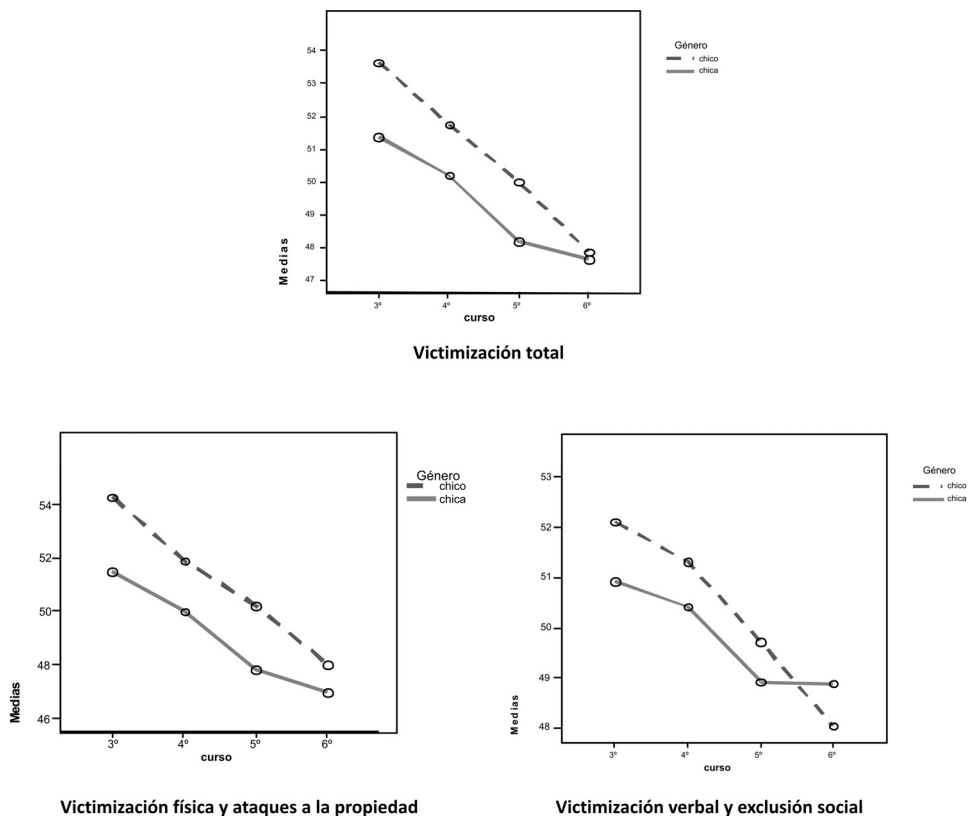 Género
chico
chica
54
53
52
51
50
49
48
47
Medias
3º 4º 5º 6º
curso
Victimización total
Género
chico
chica
54
52
50
48
46
Medias
3º 4º 5º 6º
curso
Victimización física y ataques a la propiedad
Género
chico
chica
53
52
51
50
49
48
Medias
3º 4º 5º 6º
curso
Victimización verbal y exclusión social